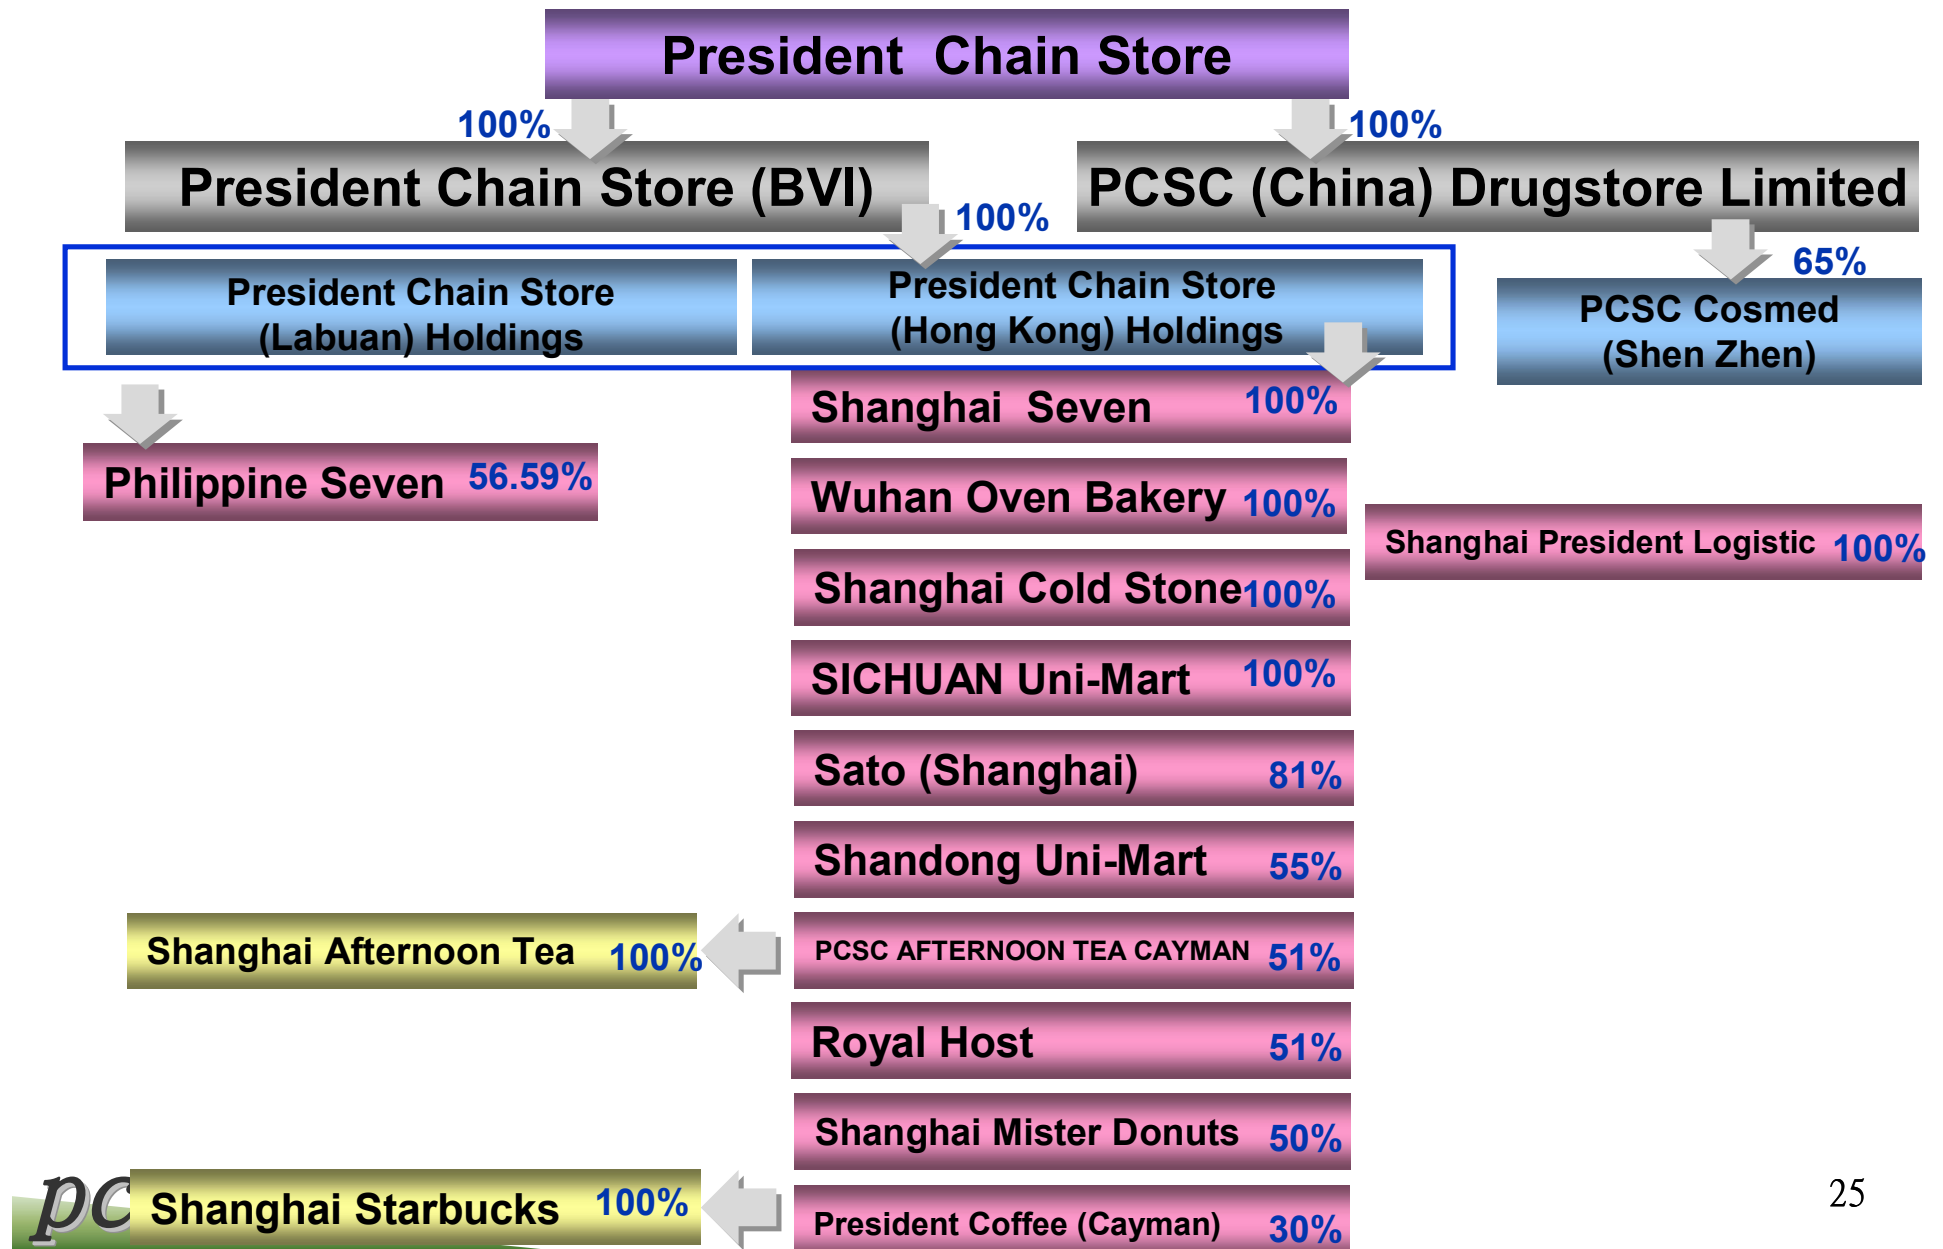 President Chain Store
100%
100%
President Chain Store (BVI)
PCSC (China) Drugstore Limited
100%
65%
President Chain Store
(Labuan) Holdings
President Chain Store
(Hong Kong) Holdings
PCSC Cosmed
(Shen Zhen)
Shanghai Seven 100%
Philippine Seven 56.59%
Wuhan Oven Bakery 100%
Shanghai President Logistic 100%
Shanghai Cold Stone 100%
SICHUAN Uni-Mart 100%
Sato (Shanghai) 81%
Shandong Uni-Mart 55%
Shanghai Afternoon Tea 100%
PCSC AFTERNOON TEA CAYMAN 51%
Royal Host 51%
Shanghai Mister Donuts 50%
pc
Shanghai Starbucks 100%
President Coffee (Cayman) 30%
25